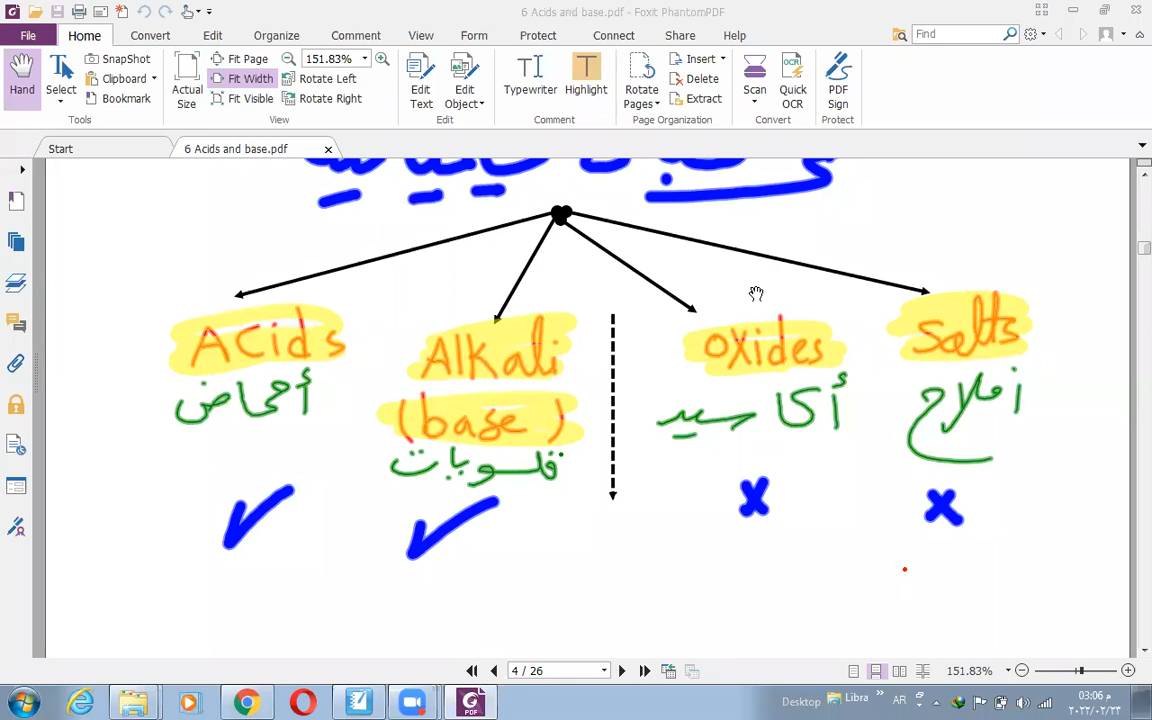 6 Acids and base.pdf - Foxit PhantomPDF
File Home Convert Edit Organize Comment View Form Protect Connect Share Help Find
Hand
Select
SnapShot
Clipboard
Bookmark
Tools
Actual Size
Fit Page
Fit Width
Fit Visible
151.83%
Rotate Left
Rotate Right
View
Edit Text
Edit Object
Edit
Typewriter
Highlight
Comment
Rotate Pages
Insert
Delete
Extract
Page Organization
Scan
Quick OCR
Convert
PDF Sign
Protect
Start 6 Acids and base.pdf
Acids Alkali Oxides Salts
(base)
أحماض قلويات أكاسيد أملاح
4 / 26 151.83%
Desktop Libra AR
03:06 م
٢٠٢٢/٠٢/٢٣